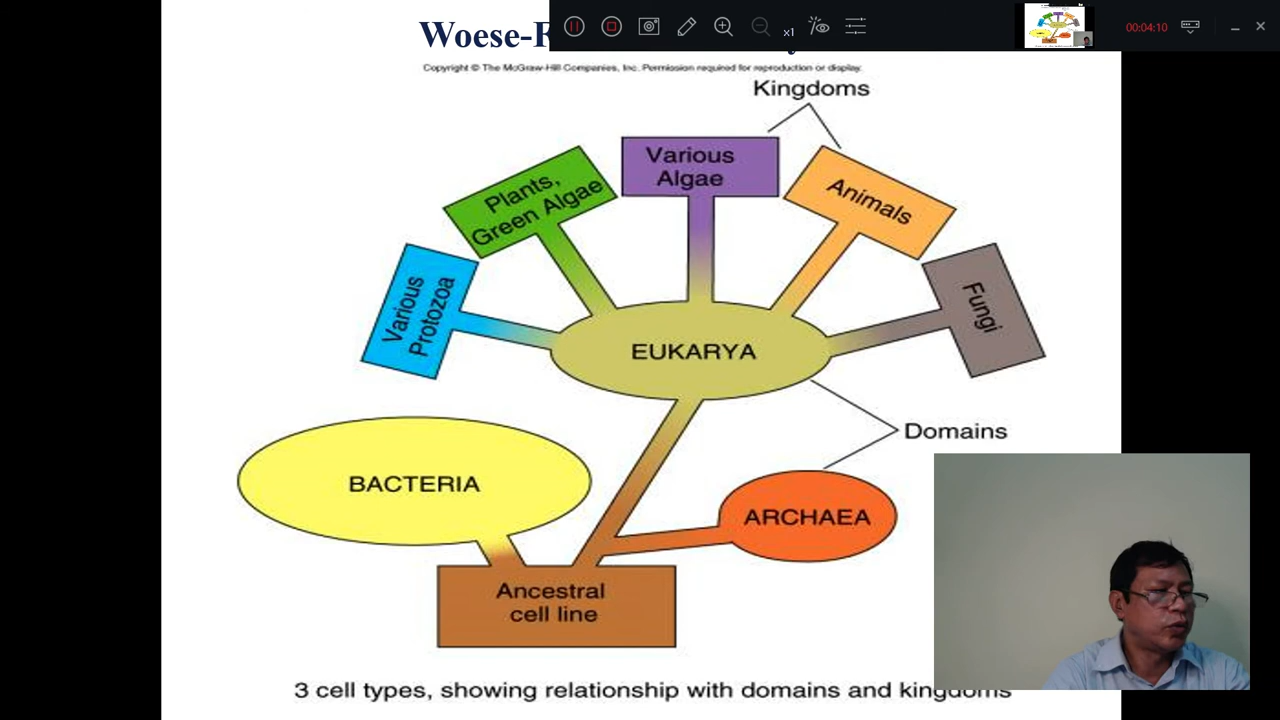 Woese-
Copyright © The McGraw-Hill Companies, Inc. Permission required for reproduction or display.
x1
00:04:10
Kingdoms
Various
Algae
Plants,
Green Algae
Animals
Various
Protozoa
Fungi
EUKARYA
Domains
BACTERIA
ARCHAEA
Ancestral
cell line
3 cell types, showing relationship with domains and kingdoms